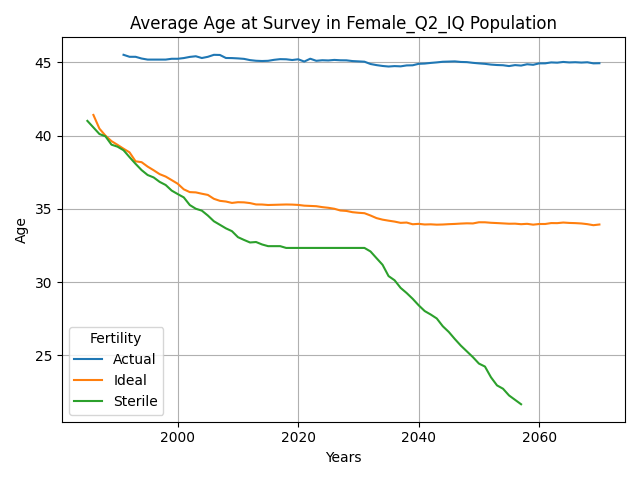 Average Age at Survey in Female_Q2_IQ Population
Age
45
40
35
30
25
Fertility
Actual
Ideal
Sterile
2000 2020 2040 2060
Years